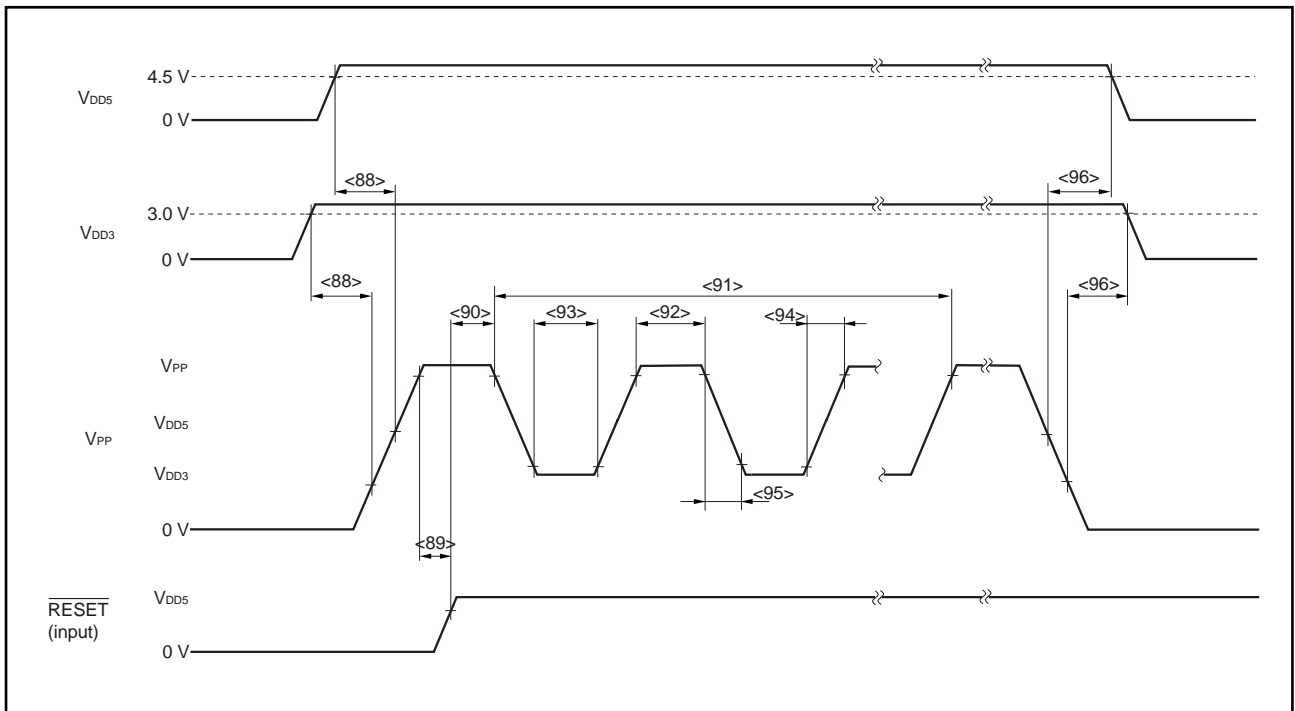 4.5 V
VDD5
0 V
<88>
<96>
3.0 V
VDD3
0 V
<88>
<91>
<96>
<90>
<93>
<92>
<94>
VPP
VDD5
VPP
VDD3
<95>
0 V
<89>
VDD5
RESET
(input)
0 V